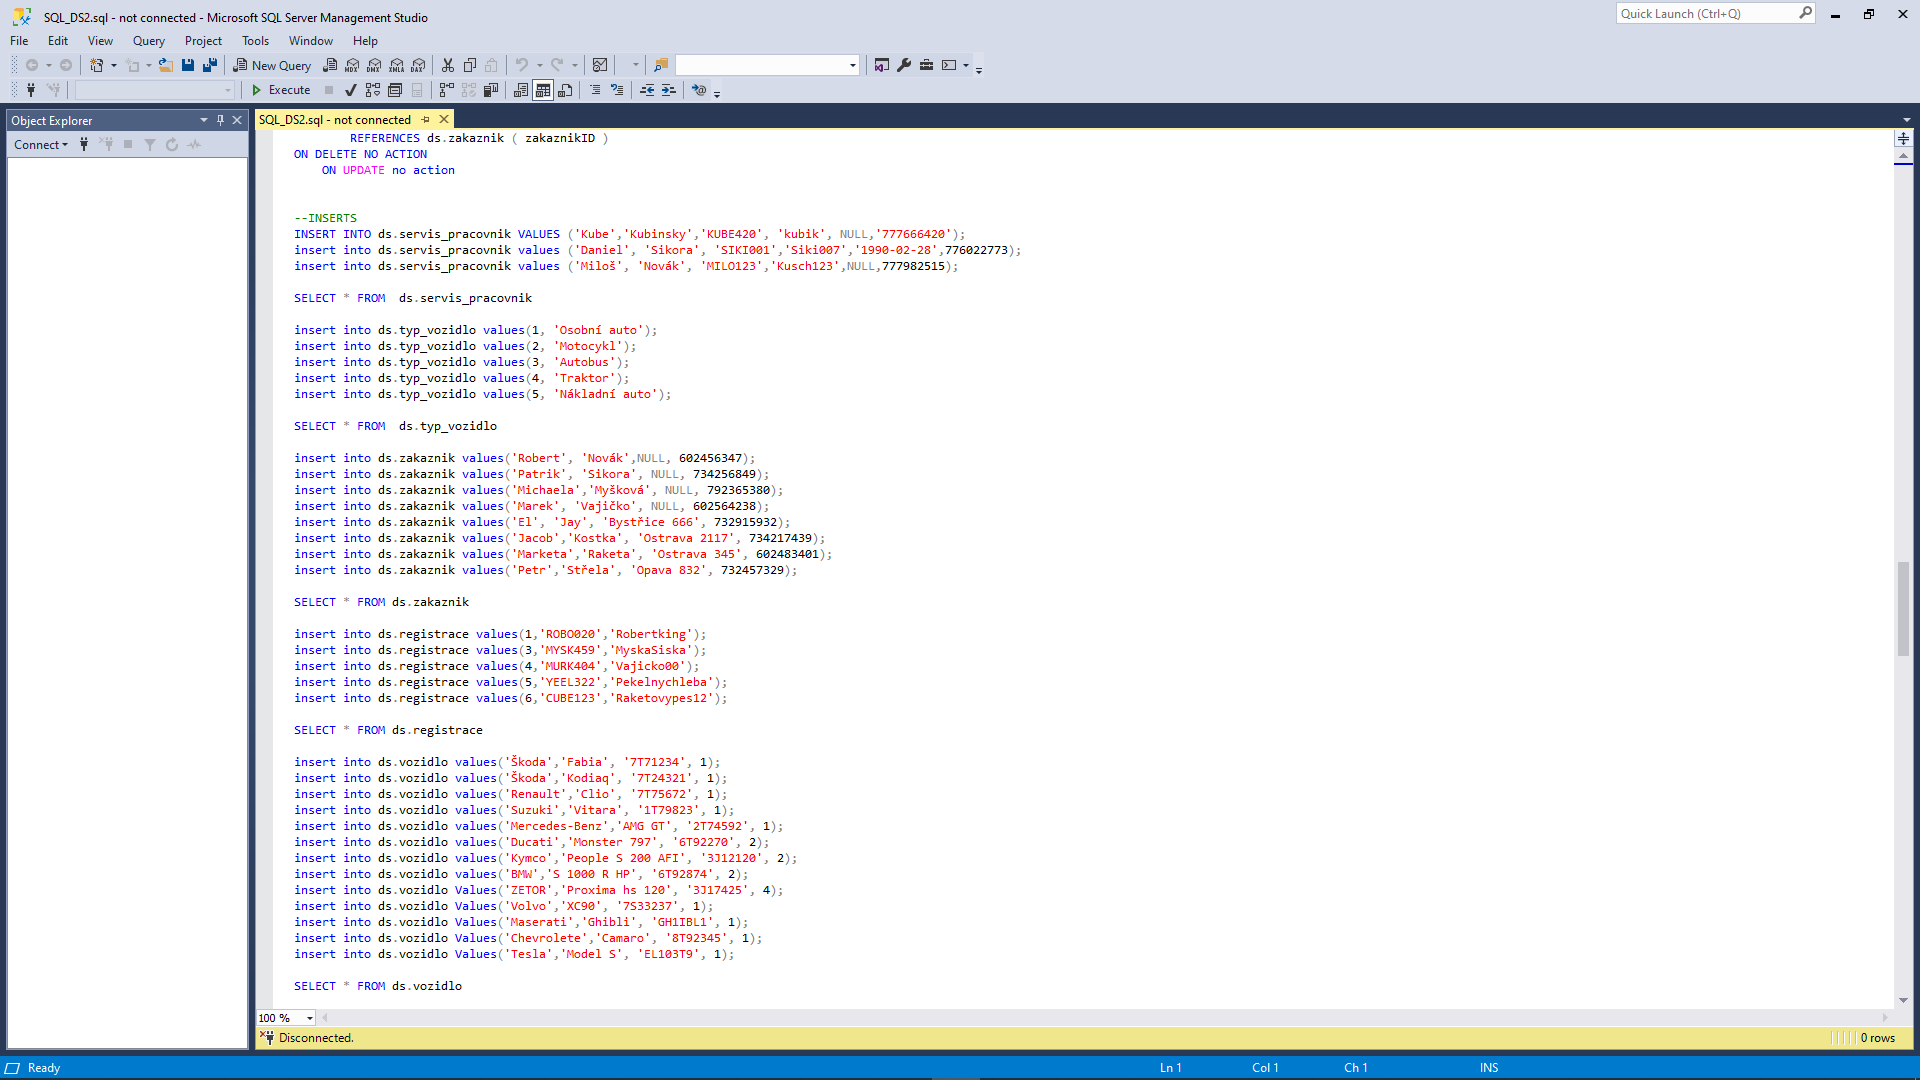 SQL_DS2.sql - not connected - Microsoft SQL Server Management Studio
Quick Launch (Ctrl+Q)
File Edit View Query Project Tools Window Help
New Query
MDX DMX XMLA DAX
Execute
Object Explorer
SQL_DS2.sql - not connected
Connect
REFERENCES ds.zakaznik ( zakaznikID )
ON DELETE NO ACTION
ON UPDATE no action
--INSERTS
INSERT INTO ds.servis_pracovnik VALUES ('Kube','Kubinsky','KUBE420', 'kubik', NULL,'777666420');
insert into ds.servis_pracovnik values ('Daniel', 'Sikora', 'SIKI001','Siki007','1990-02-28',776022773);
insert into ds.servis_pracovnik values ('Miloš', 'Novák', 'MILO123','Kusch123',NULL,777982515);
SELECT * FROM  ds.servis_pracovnik
insert into ds.typ_vozidlo values(1, 'Osobní auto');
insert into ds.typ_vozidlo values(2, 'Motocykl');
insert into ds.typ_vozidlo values(3, 'Autobus');
insert into ds.typ_vozidlo values(4, 'Traktor');
insert into ds.typ_vozidlo values(5, 'Nákladní auto');
SELECT * FROM  ds.typ_vozidlo
insert into ds.zakaznik values('Robert', 'Novák',NULL, 602456347);
insert into ds.zakaznik values('Patrik', 'Sikora', NULL, 734256849);
insert into ds.zakaznik values('Michaela','Myšková', NULL, 792365380);
insert into ds.zakaznik values('Marek', 'Vajíčko', NULL, 602564238);
insert into ds.zakaznik values('El', 'Jay', 'Bystřice 666', 732915932);
insert into ds.zakaznik values('Jacob','Kostka', 'Ostrava 2117', 734217439);
insert into ds.zakaznik values('Marketa','Raketa', 'Ostrava 345', 602483401);
insert into ds.zakaznik values('Petr','Střela', 'Opava 832', 732457329);
SELECT * FROM ds.zakaznik
insert into ds.registrace values(1,'ROBO020','Robertking');
insert into ds.registrace values(3,'MYSK459','MyskaSiska');
insert into ds.registrace values(4,'MURK404','Vajicko00');
insert into ds.registrace values(5,'YEEL322','Pekelnychleba');
insert into ds.registrace values(6,'CUBE123','Raketovypes12');
SELECT * FROM ds.registrace
insert into ds.vozidlo values('Škoda','Fabia', '7T71234', 1);
insert into ds.vozidlo values('Škoda','Kodiaq', '7T24321', 1);
insert into ds.vozidlo values('Renault','Clio', '7T75672', 1);
insert into ds.vozidlo values('Suzuki','Vitara', '1T79823', 1);
insert into ds.vozidlo values('Mercedes-Benz','AMG GT', '2T74592', 1);
insert into ds.vozidlo values('Ducati','Monster 797', '6T92270', 2);
insert into ds.vozidlo values('Kymco','People S 200 AFI', '3J12120', 2);
insert into ds.vozidlo values('BMW','S 1000 R HP', '6T92874', 2);
insert into ds.vozidlo Values('ZETOR','Proxima hs 120', '3J17425', 4);
insert into ds.vozidlo Values('Volvo','XC90', '7S33237', 1);
insert into ds.vozidlo Values('Maserati','Ghibli', 'GH1IBL1', 1);
insert into ds.vozidlo Values('Chevrolete','Camaro', '8T92345', 1);
insert into ds.vozidlo Values('Tesla','Model S', 'EL103T9', 1);
SELECT * FROM ds.vozidlo
100 %
Disconnected.
0 rows
Ready
Ln 1 Col 1 Ch 1 INS